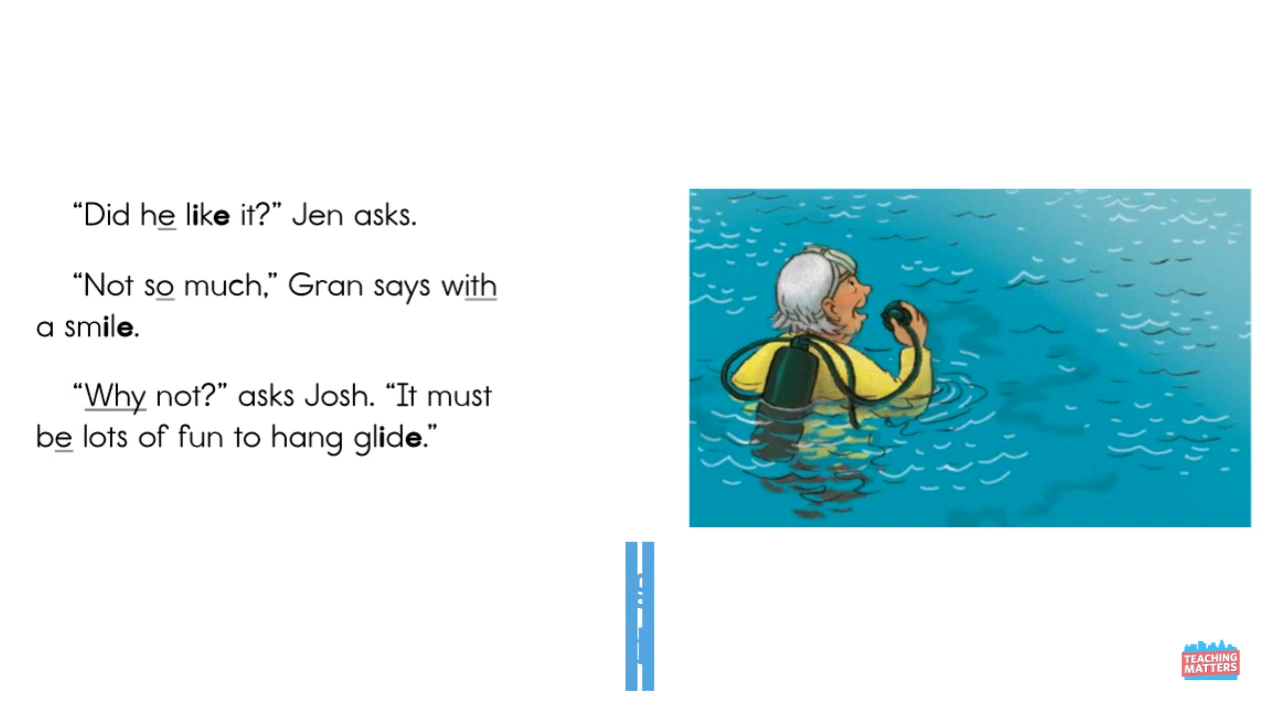 “Did he like it?” Jen asks.
“Not so much,” Gran says with
a smile.
“Why not?” asks Josh. “It must
be lots of fun to hang glide.”
TEACHING
MATTERS